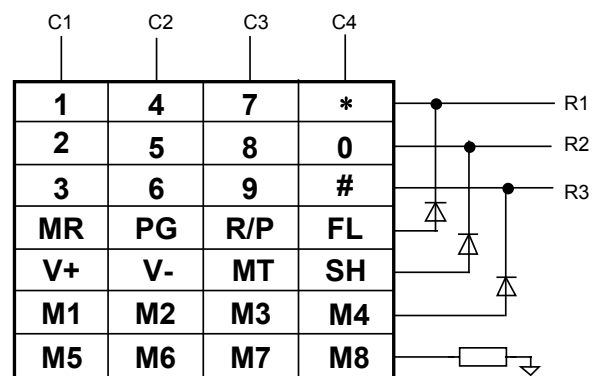 C1 C2 C3 C4
1 4 7 * R1
2 5 8 0 R2
3 6 9 # R3
MR PG R/P FL
V+ V- MT SH
M1 M2 M3 M4
M5 M6 M7 M8